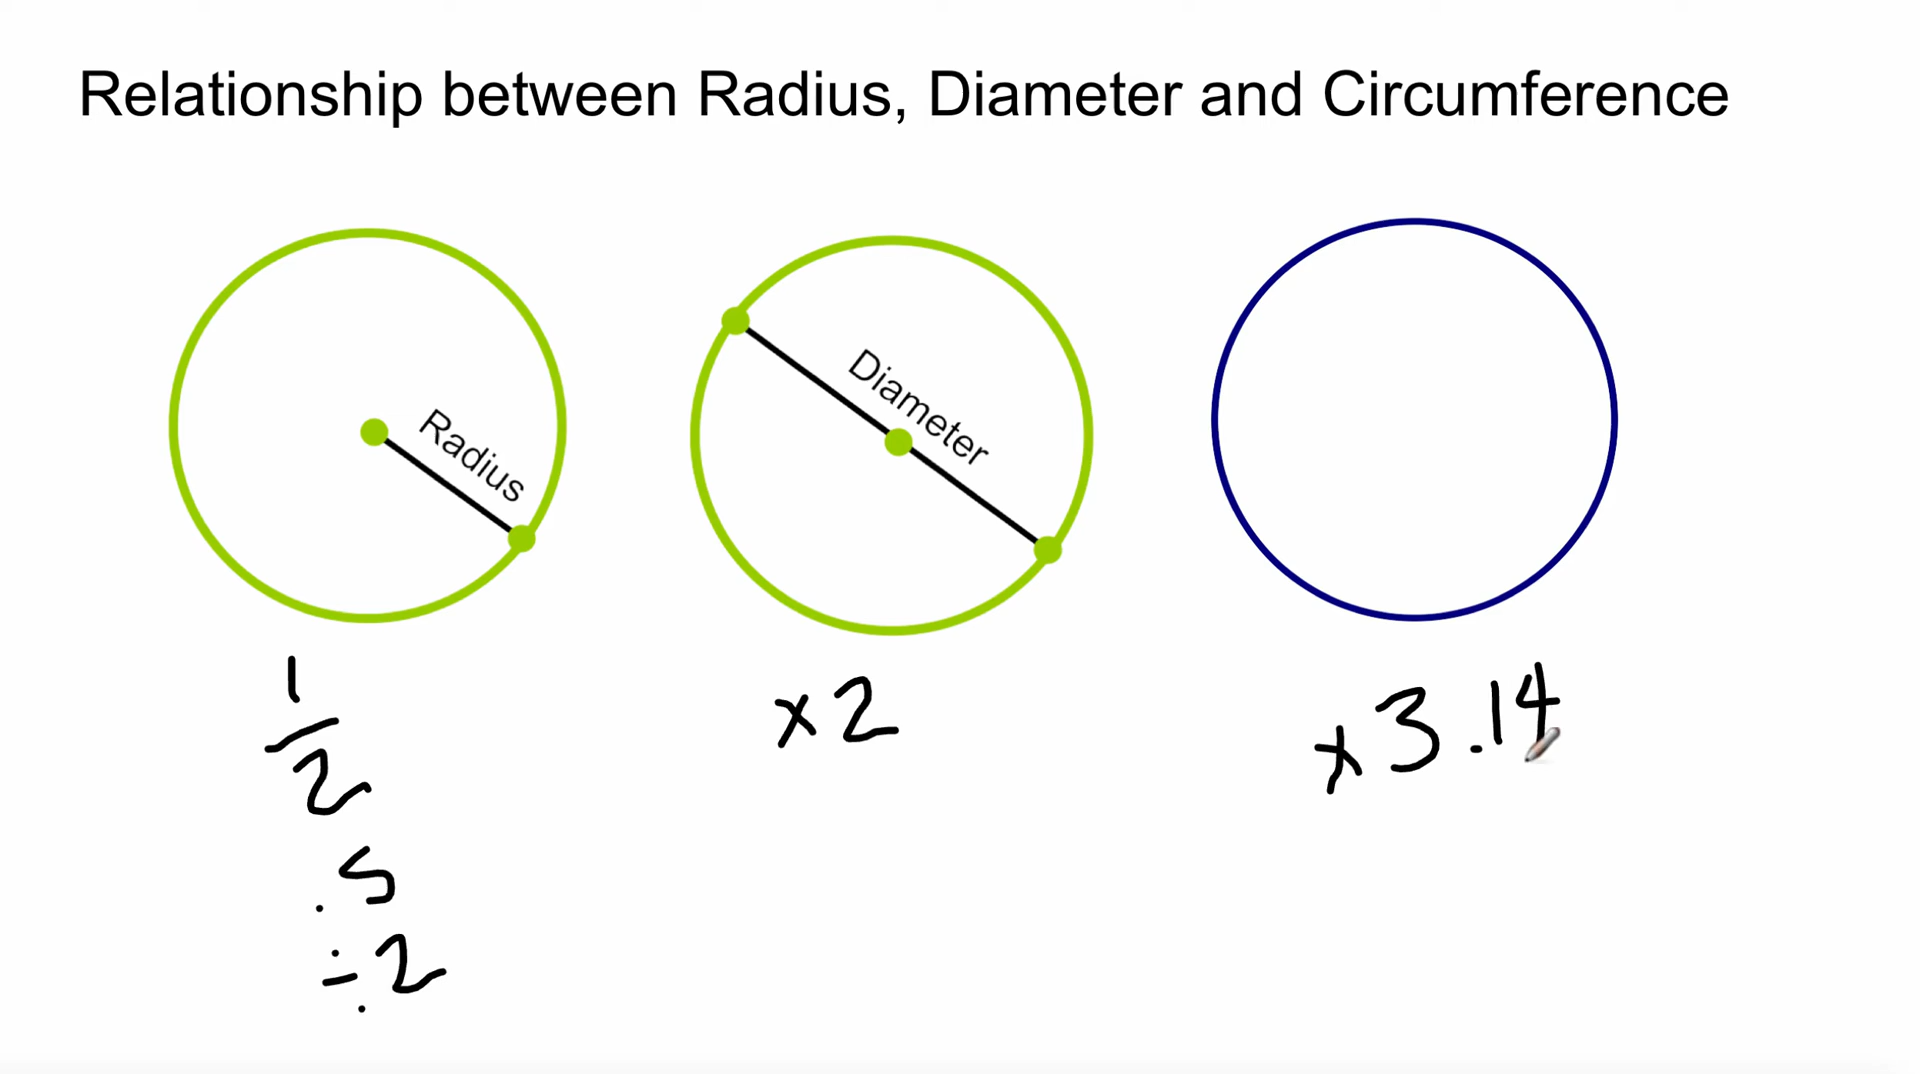 Relationship between Radius, Diameter and Circumference
Radius
Diameter
1/2
.5
÷2
x2
x3.14